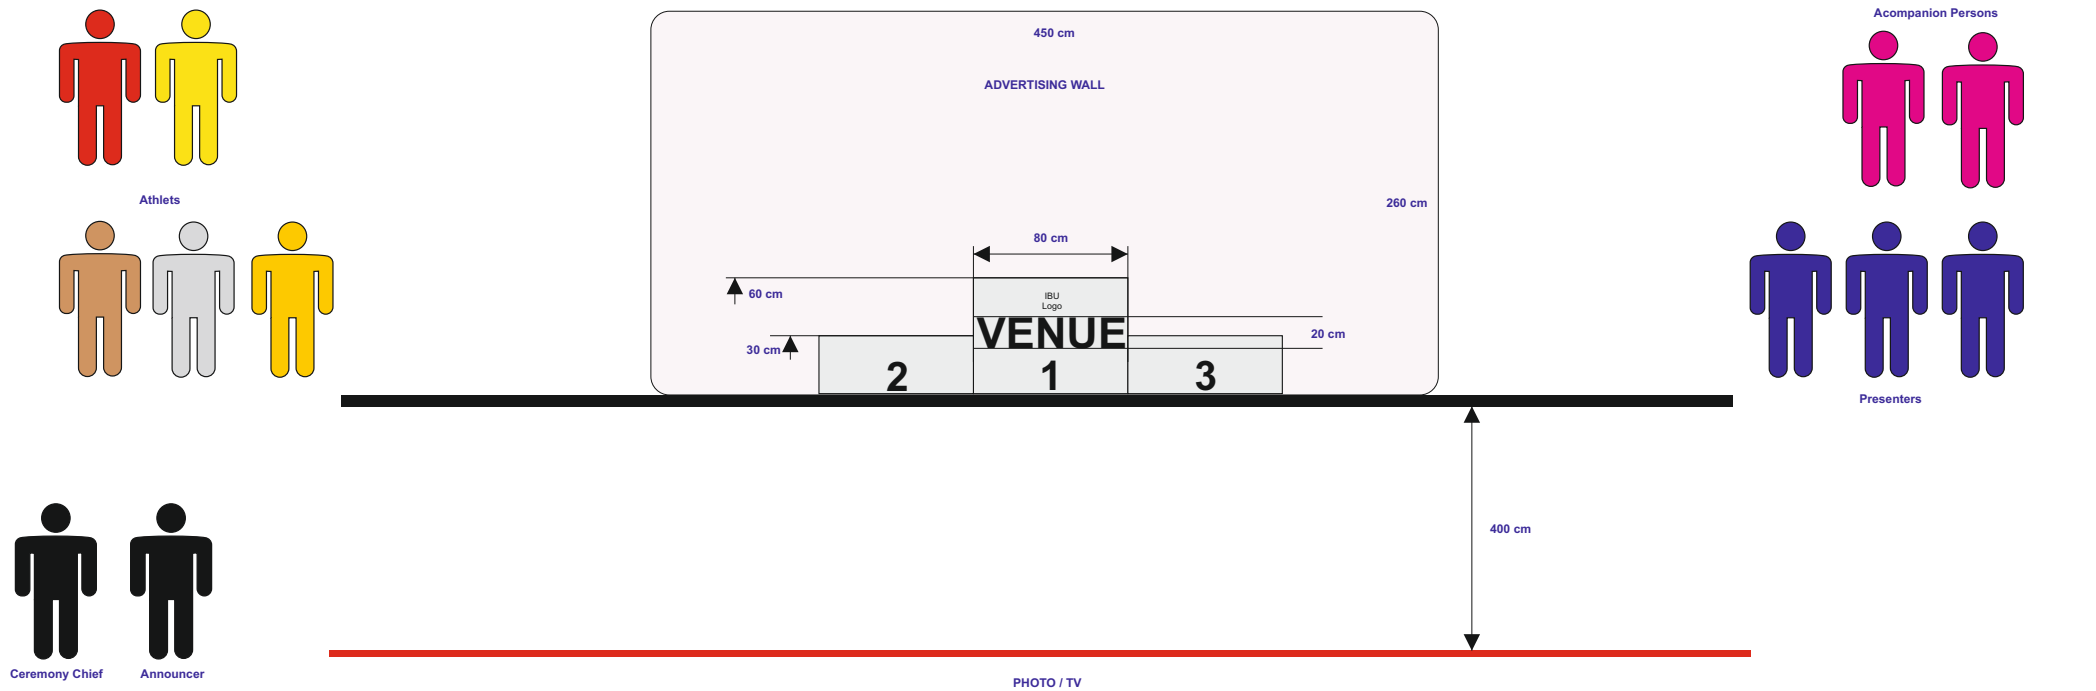 Acompanion Persons
450 cm
ADVERTISING WALL
Athlets
260 cm
80 cm
60 cm
IBU
Logo
VENUE
20 cm
30 cm
2
1
3
Presenters
400 cm
Ceremony Chief
Announcer
PHOTO / TV